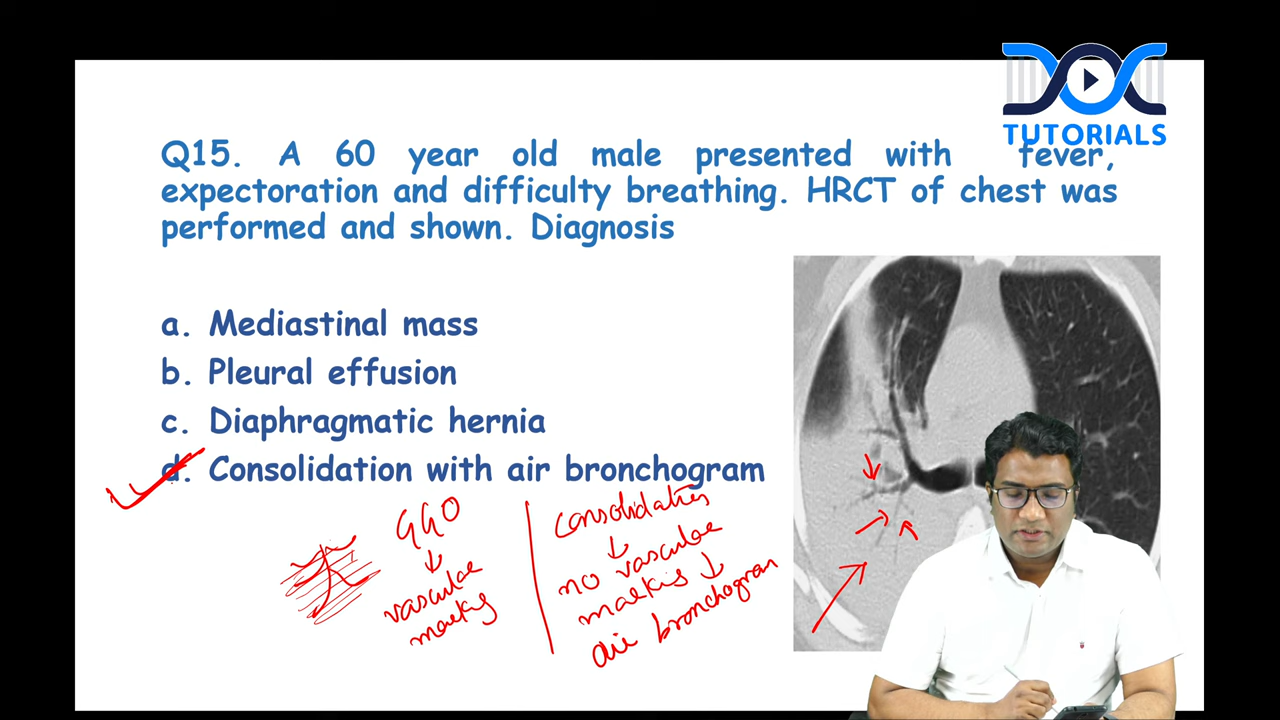 TUTORIALS
Q15. A 60 year old male presented with fever,
expectoration and difficulty breathing. HRCT of chest was
performed and shown. Diagnosis
a. Mediastinal mass
b. Pleural effusion
c. Diaphragmatic hernia
d. Consolidation with air bronchogram
GGO
vascular
markings
Consolidation
no vascular
markings
air bronchogram